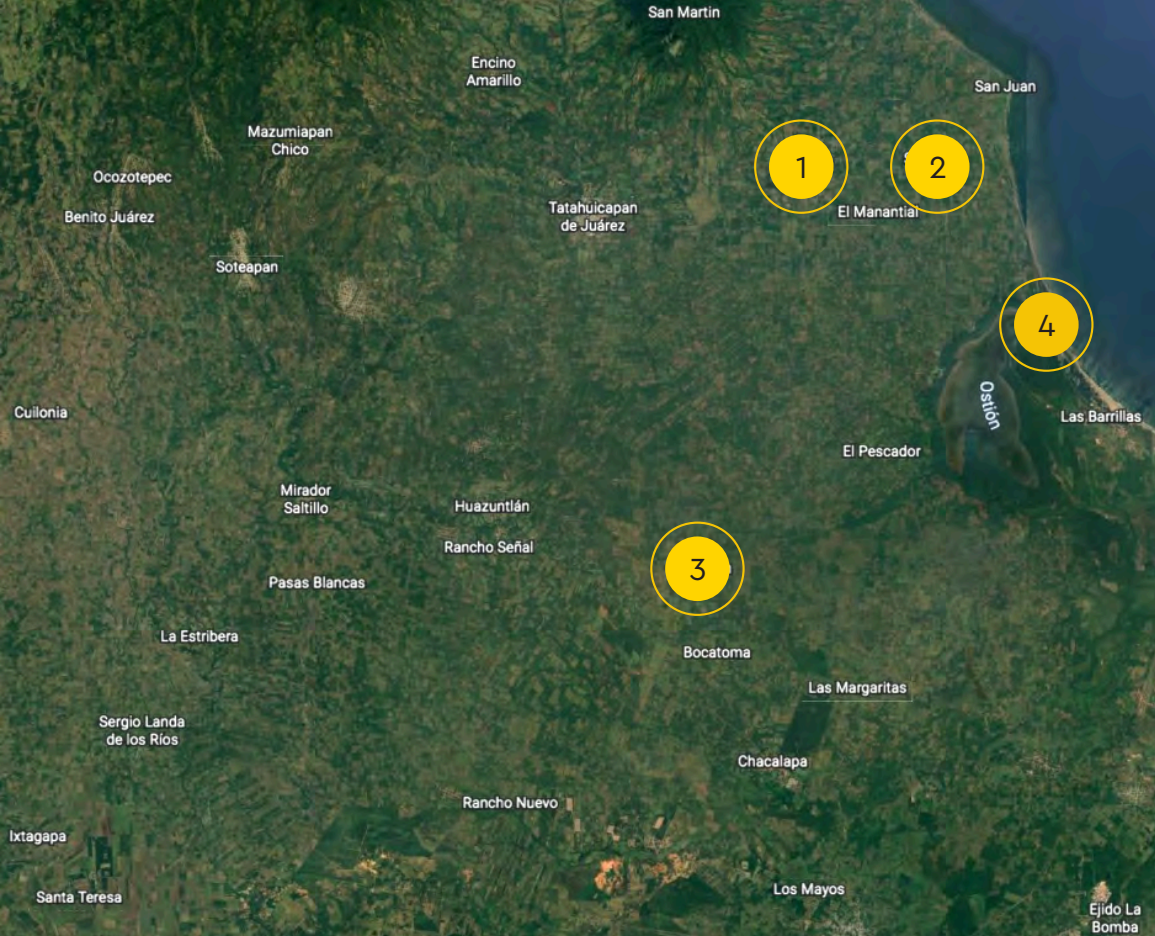 San Martin
Encino
Amarillo
San Juan
Mazumiapan
Chico
1
2
Ocozotepec
Benito Juárez
Tatahuicapan
de Juárez
El Manantial
Soteapan
4
Ostión
Cuilonia
Las Barrillas
El Pescador
Mirador
Saltillo
Huazuntlán
Rancho Señal
3
Pasas Blancas
La Estribera
Bocatoma
Las Margaritas
Sergio Landa
de los Ríos
Chacalapa
Rancho Nuevo
Ixtagapa
Santa Teresa
Los Mayos
Ejido La
Bomba